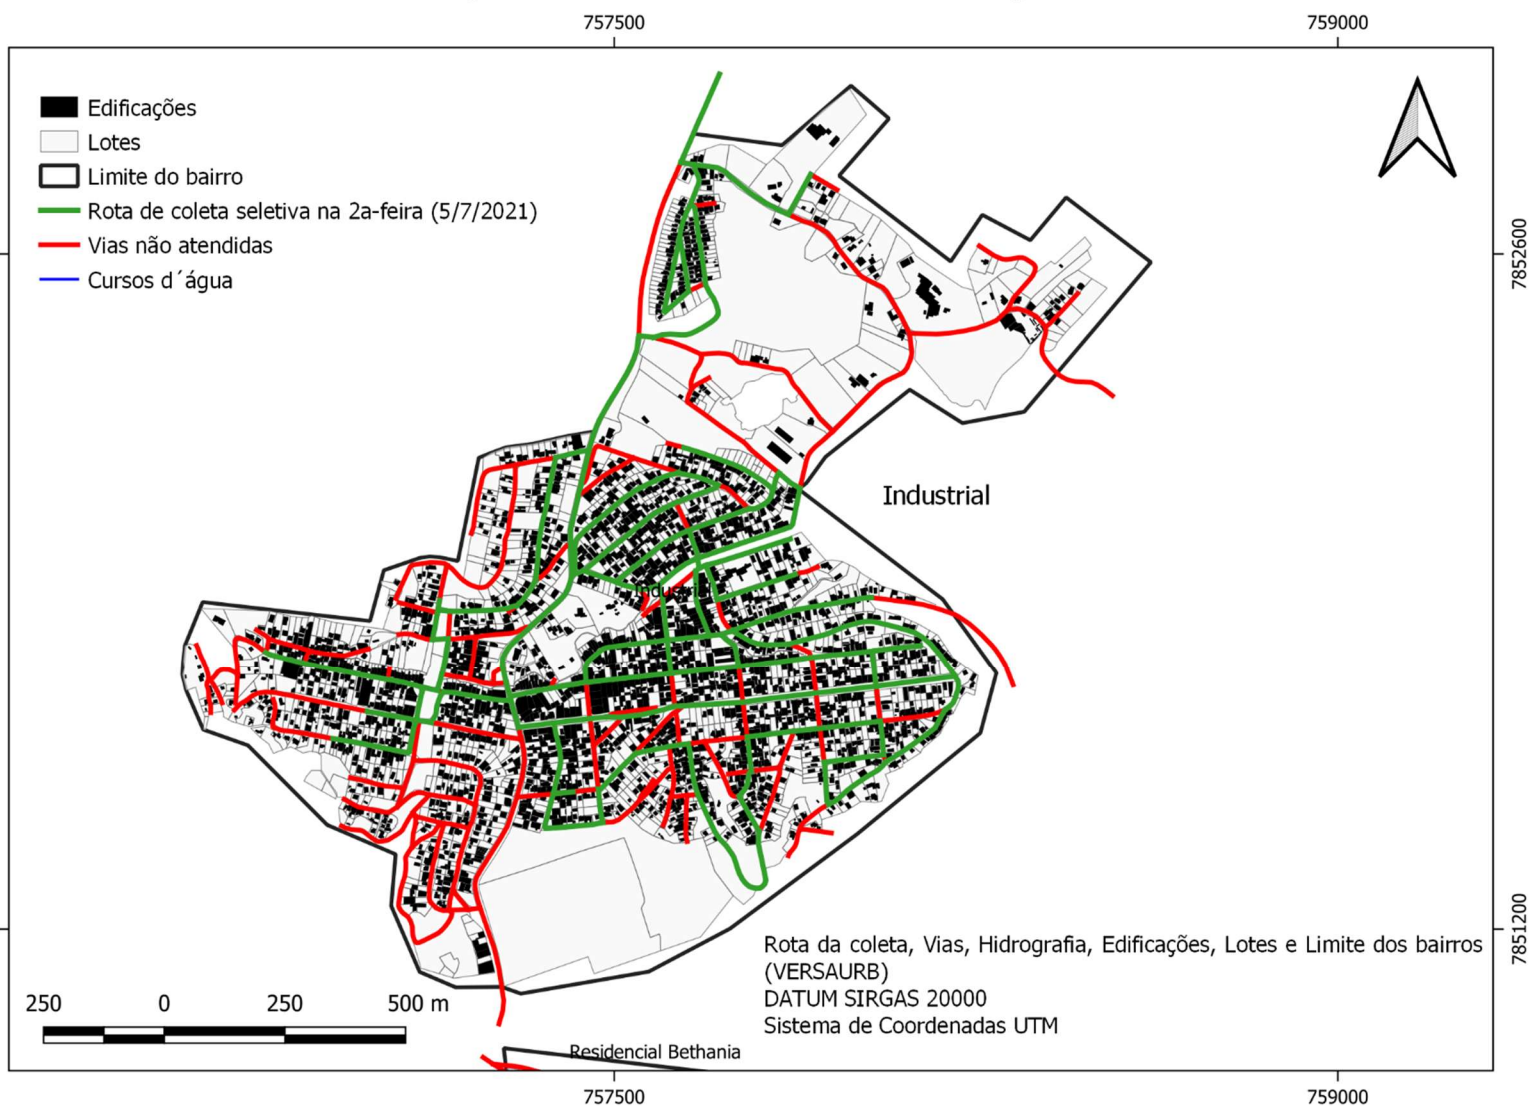 757500
759000
Edificações
Lotes
Limite do bairro
Rota de coleta seletiva na 2a-feira (5/7/2021)
Vias não atendidas
Cursos d´água
7852600
Industrial
Industrial
7851200
Rota da coleta, Vias, Hidrografia, Edificações, Lotes e Limite dos bairros
(VERSAURB)
DATUM SIRGAS 20000
Sistema de Coordenadas UTM
250 0 250 500 m
Residencial Bethania
757500
759000